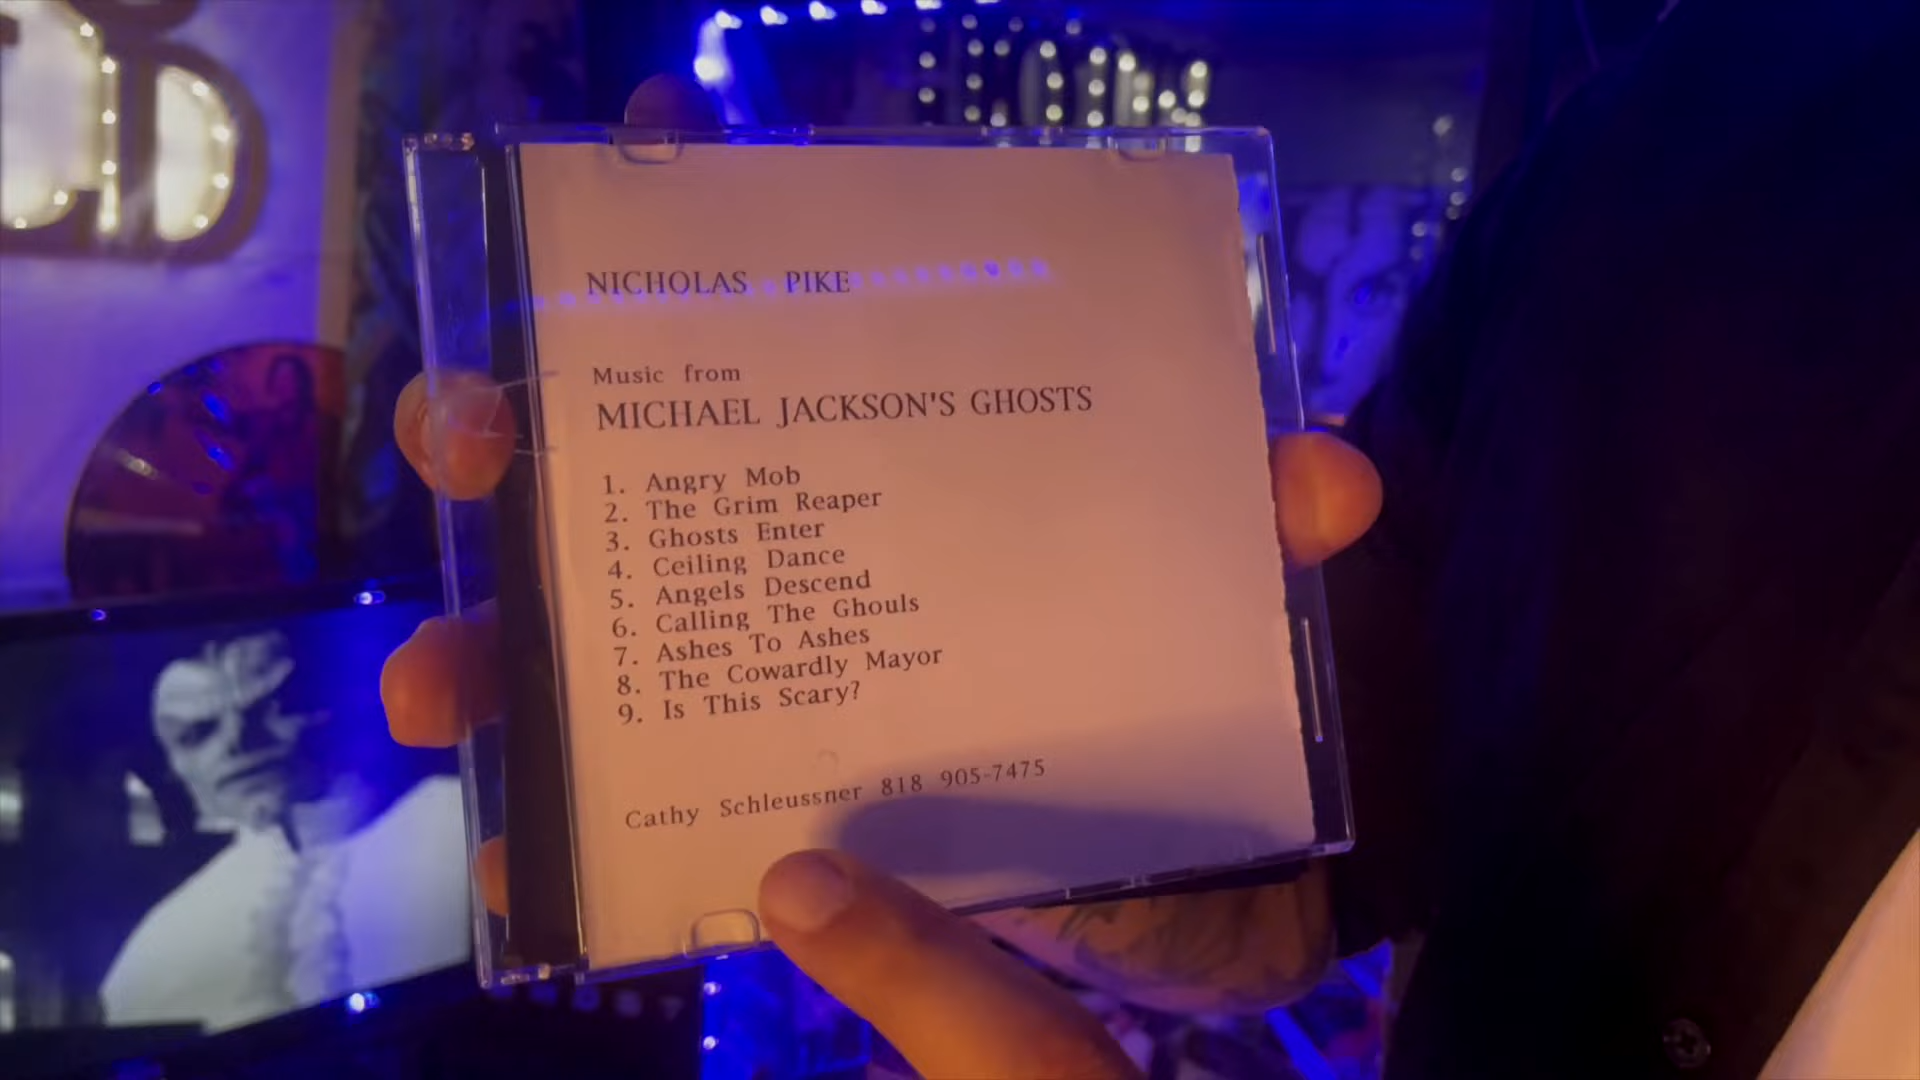 NICHOLAS PIKE
Music from
MICHAEL JACKSON'S GHOSTS
1. Angry Mob
2. The Grim Reaper
3. Ghosts Enter
4. Ceiling Dance
5. Angels Descend
6. Calling The Ghouls
7. Ashes To Ashes
8. The Cowardly Mayor
9. Is This Scary?
Cathy Schleussner 818 905-7475